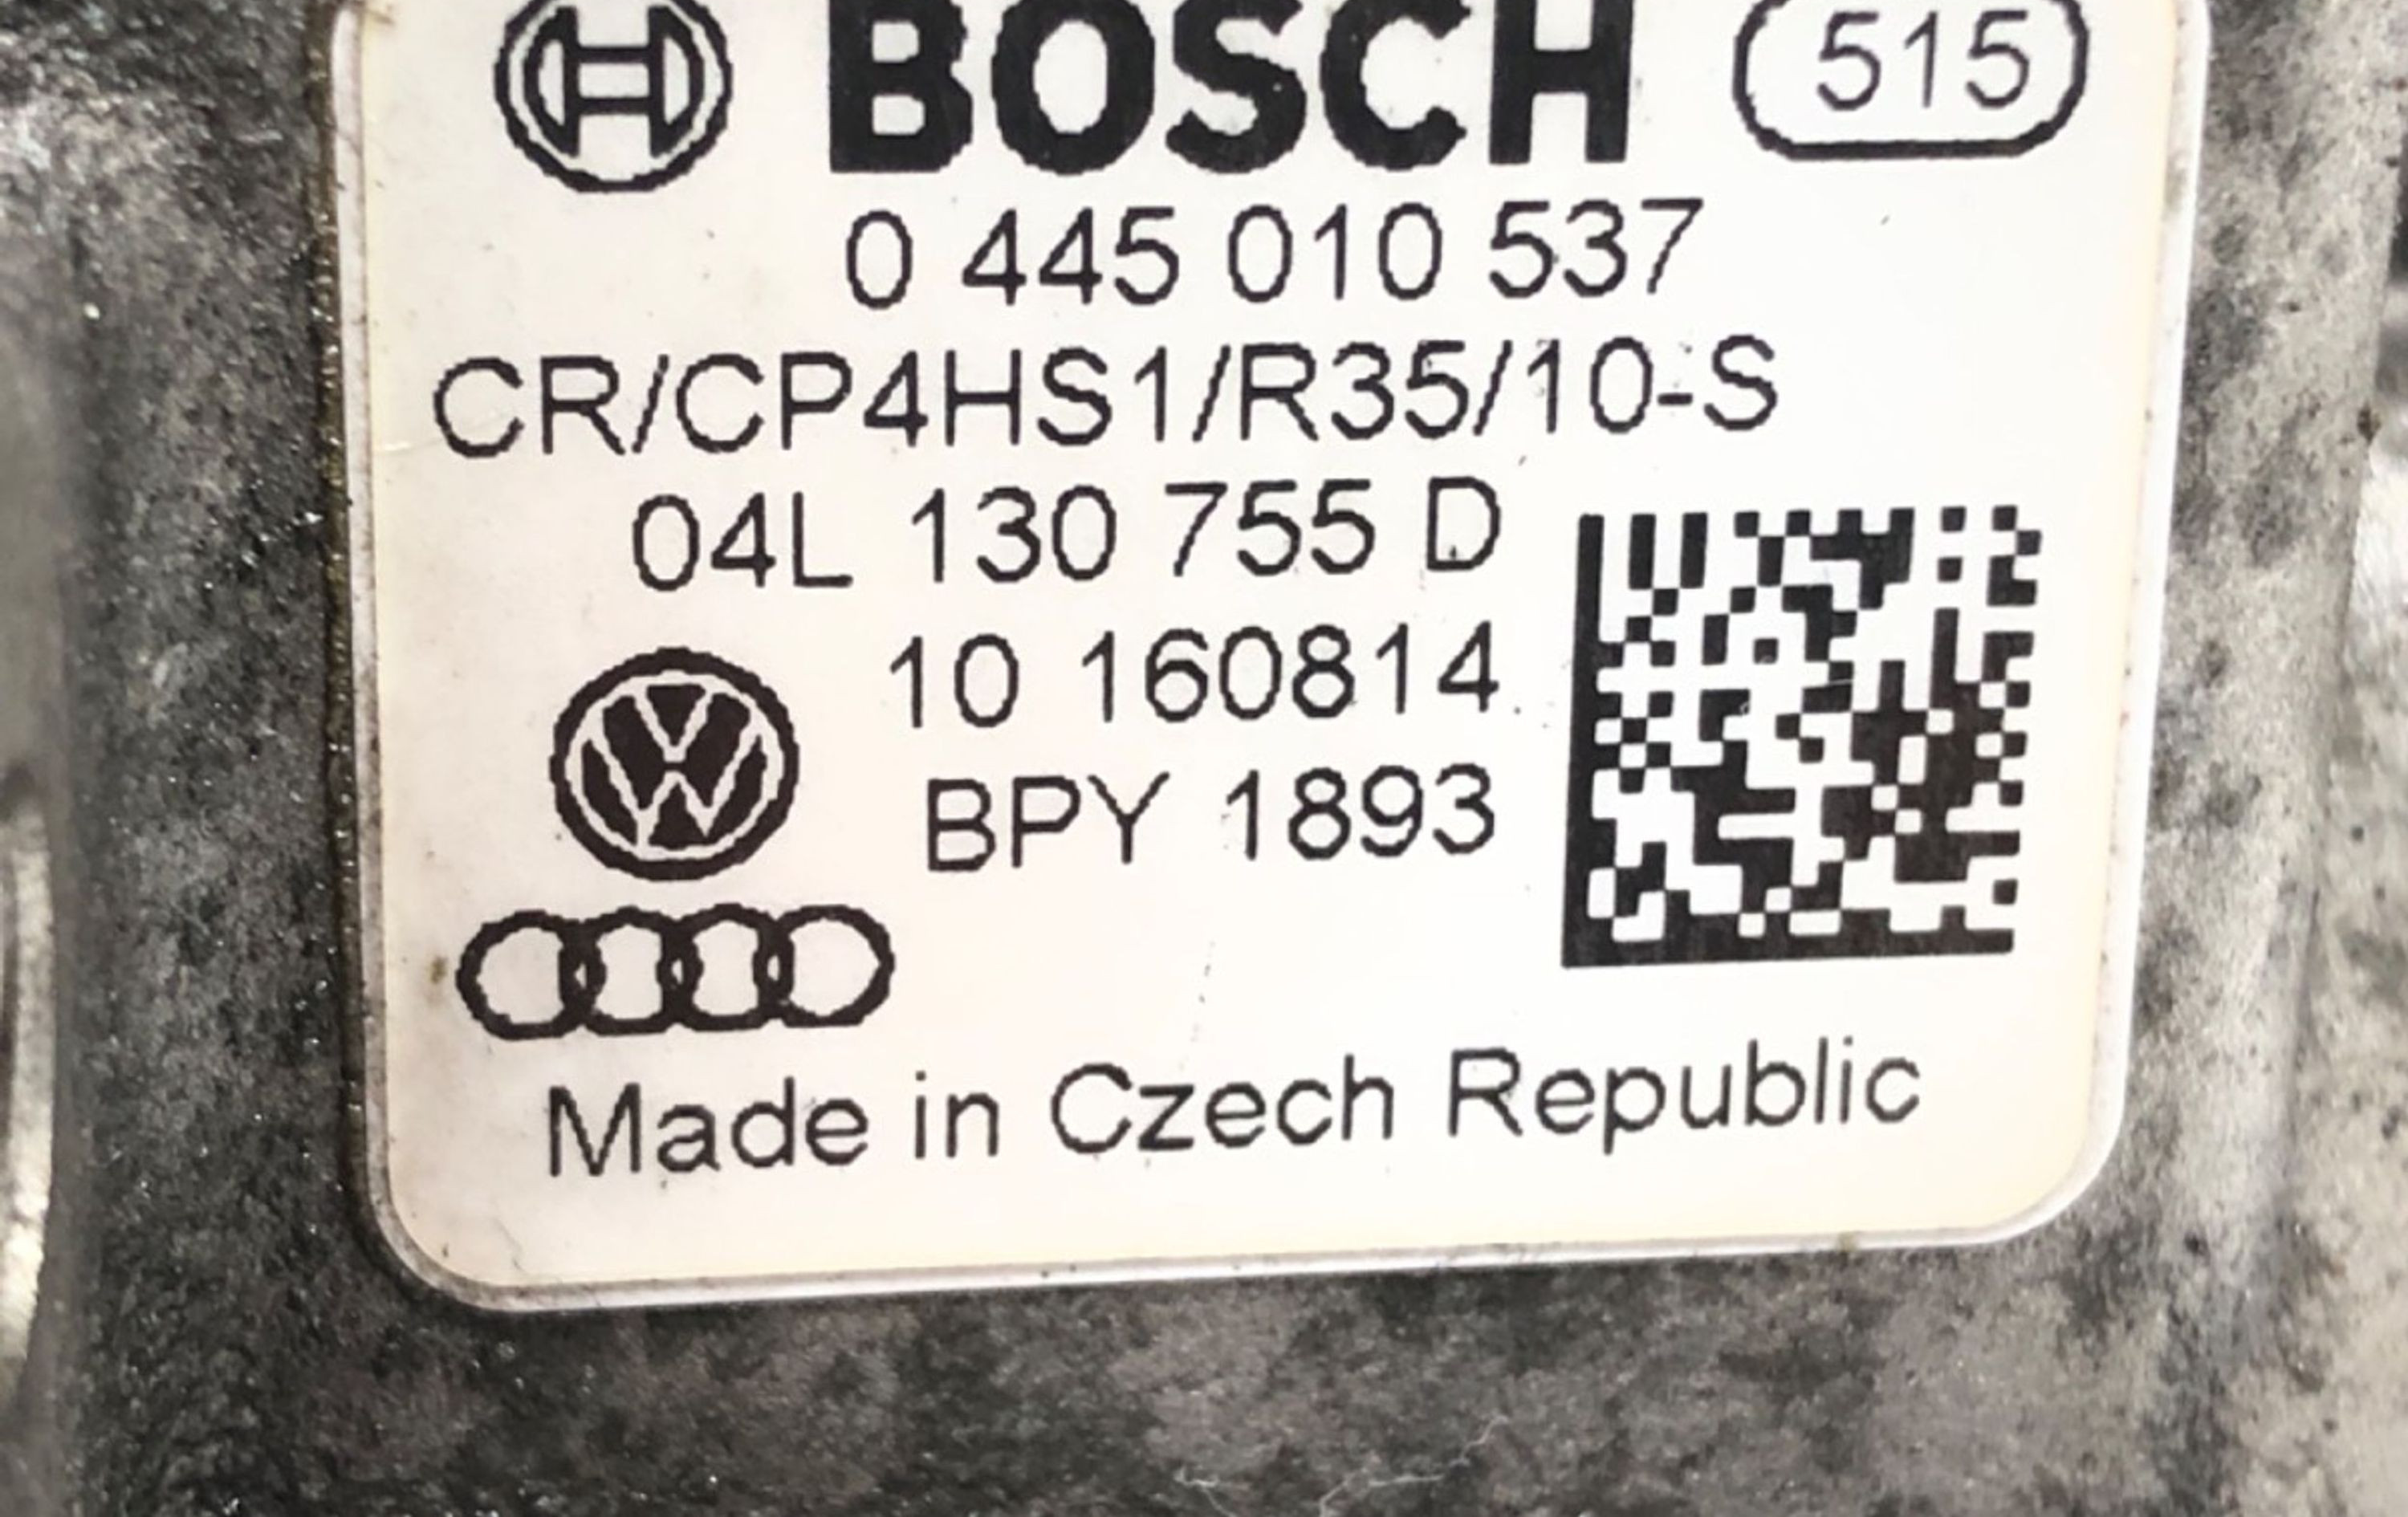 BOSCH 515
0 445 010 537
CR/CP4HS1/R35/10-S
04L 130 755 D
10 160814
BPY 1893
Made in Czech Republic